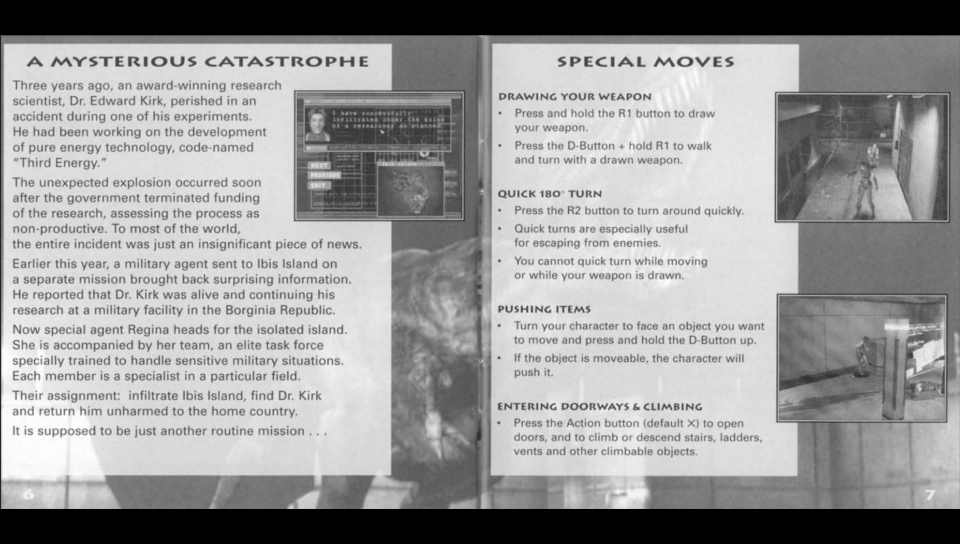 A MYSTERIOUS CATASTROPHE
Three years ago, an award-winning research
scientist, Dr. Edward Kirk, perished in an
accident during one of his experiments.
He had been working on the development
of pure energy technology, code-named
“Third Energy.”
The unexpected explosion occurred soon
after the government terminated funding
of the research, assessing the process as
non-productive. To most of the world,
the entire incident was just an insignificant piece of news.
Earlier this year, a military agent sent to Ibis Island on
a separate mission brought back surprising information.
He reported that Dr. Kirk was alive and continuing his
research at a military facility in the Borginia Republic.
Now special agent Regina heads for the isolated island.
She is accompanied by her team, an elite task force
specially trained to handle sensitive military situations.
Each member is a specialist in a particular field.
Their assignment: infiltrate Ibis Island, find Dr. Kirk
and return him unharmed to the home country.
It is supposed to be just another routine mission . . .
I have successfully
infiltrated under the guise
of a researcher as planned
NEXT
PREVIOUS
EXIT
6
SPECIAL MOVES
DRAWING YOUR WEAPON
• Press and hold the R1 button to draw
your weapon.
• Press the D-Button + hold R1 to walk
and turn with a drawn weapon.
QUICK 180° TURN
• Press the R2 button to turn around quickly.
• Quick turns are especially useful
for escaping from enemies.
• You cannot quick turn while moving
or while your weapon is drawn.
PUSHING ITEMS
• Turn your character to face an object you want
to move and press and hold the D-Button up.
• If the object is moveable, the character will
push it.
ENTERING DOORWAYS & CLIMBING
• Press the Action button (default ✕) to open
doors, and to climb or descend stairs, ladders,
vents and other climbable objects.
7